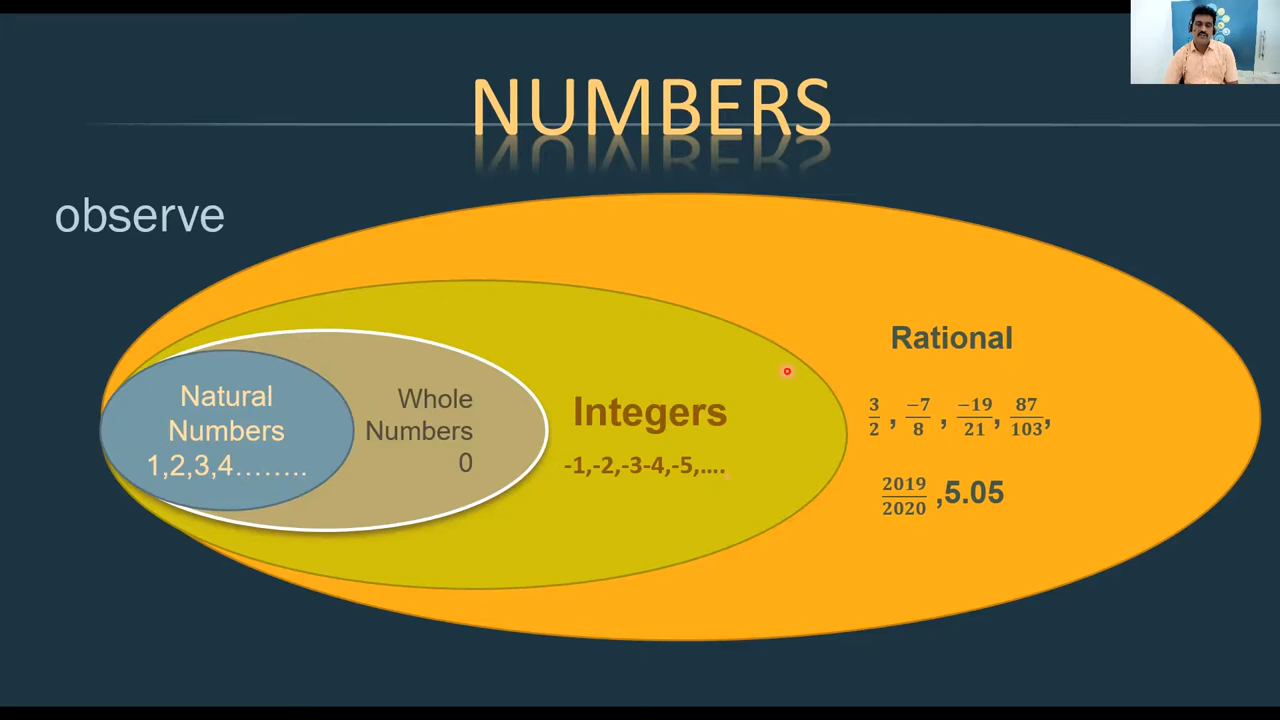 NUMBERS
observe
Natural
Numbers
1,2,3,4……..
Whole
Numbers
0
Integers
-1,-2,-3-4,-5,....
Rational
3/2 , -7/8 , -19/21, 87/103,
2019/2020 ,5.05